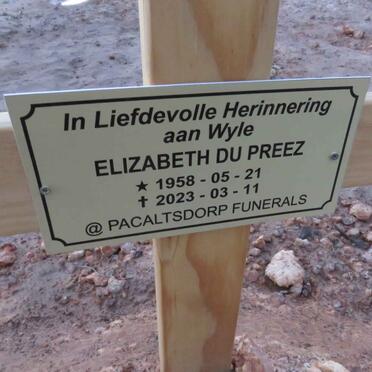 In Liefdevolle Herinnering
aan Wyle
ELIZABETH DU PREEZ
★ 1958 - 05 - 21
✝ 2023 - 03 - 11
@ PACALTSDORP FUNERALS